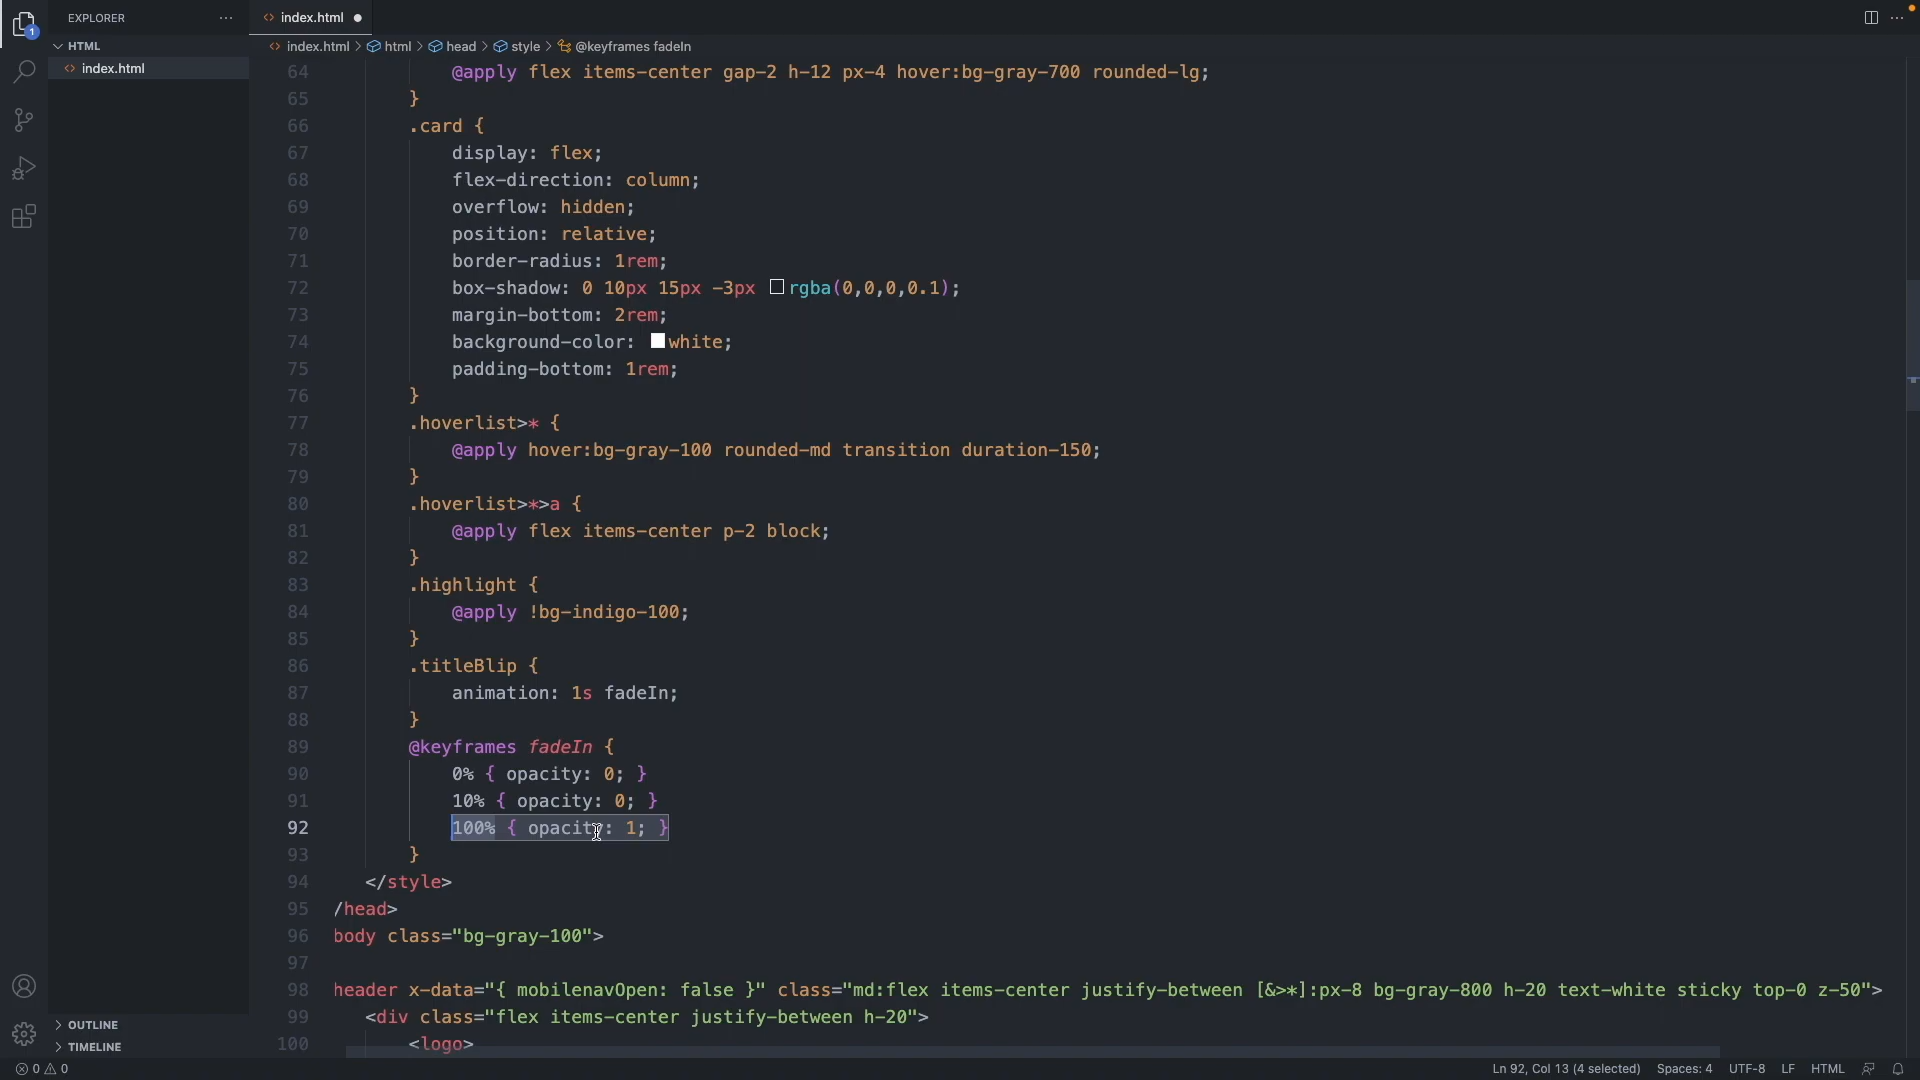 EXPLORER
index.html
HTML
index.html > html > head > style > @keyframes fadeIn
index.html
1
64 @apply flex items-center gap-2 h-12 px-4 hover:bg-gray-700 rounded-lg;
65 }
66 .card {
67 display: flex;
68 flex-direction: column;
69 overflow: hidden;
70 position: relative;
71 border-radius: 1rem;
72 box-shadow: 0 10px 15px -3px rgba(0,0,0,0.1);
73 margin-bottom: 2rem;
74 background-color: white;
75 padding-bottom: 1rem;
76 }
77 .hoverlist>* {
78 @apply hover:bg-gray-100 rounded-md transition duration-150;
79 }
80 .hoverlist>*>a {
81 @apply flex items-center p-2 block;
82 }
83 .highlight {
84 @apply !bg-indigo-100;
85 }
86 .titleBlip {
87 animation: 1s fadeIn;
88 }
89 @keyframes fadeIn {
90 0% { opacity: 0; }
91 10% { opacity: 0; }
92 100% { opacity: 1; }
93 }
94 </style>
95 /head>
96 body class="bg-gray-100">
97
98 header x-data="{ mobilenavOpen: false }" class="md:flex items-center justify-between [&>*]:px-8 bg-gray-800 h-20 text-white sticky top-0 z-50">
99 <div class="flex items-center justify-between h-20">
100 <logo>
OUTLINE
TIMELINE
0 0
Ln 92, Col 13 (4 selected) Spaces: 4 UTF-8 LF HTML